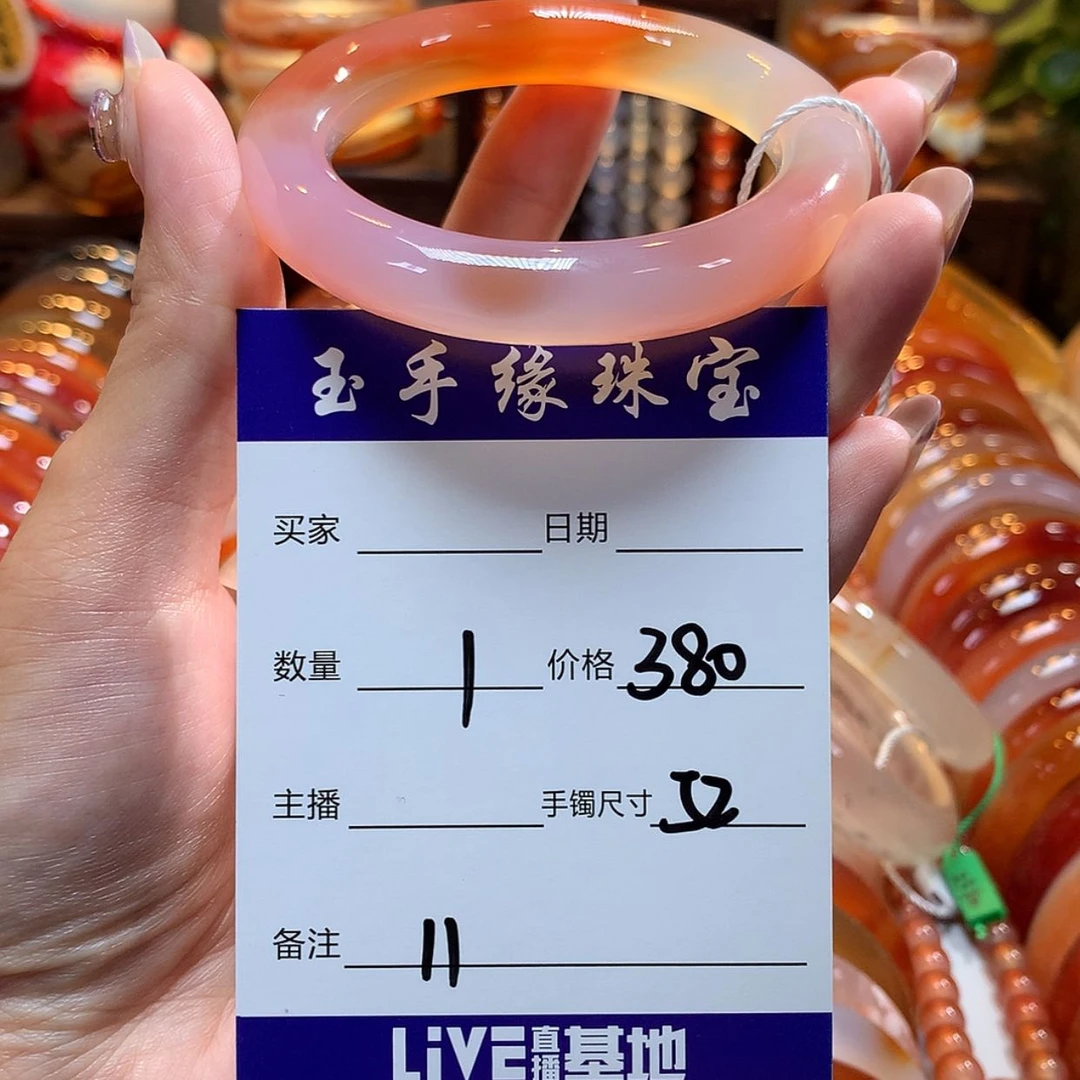 玉手缘珠宝
买家 日期
数量 1 价格 380
主播 手镯尺寸 52
备注 11
LiVE直播基地